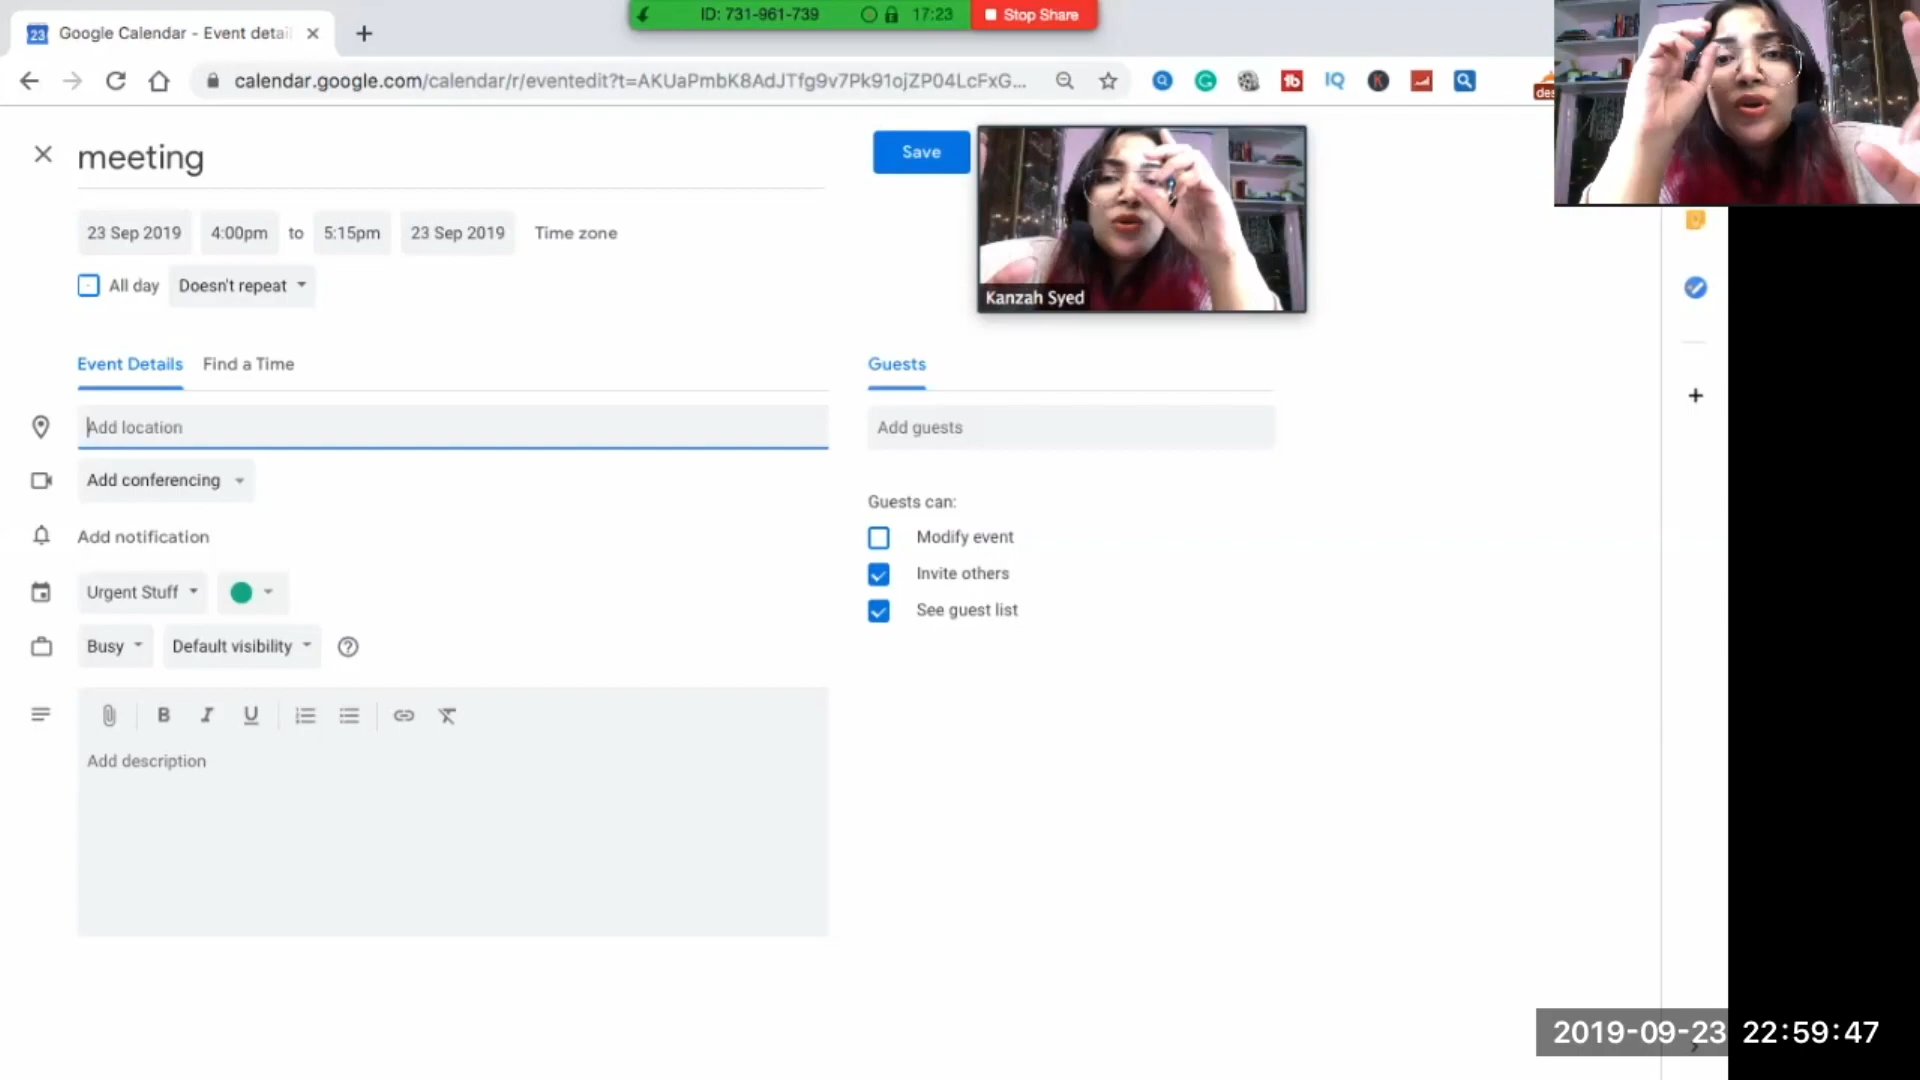 Google Calendar - Event detail
ID: 731-961-739
17:23
Stop Share
calendar.google.com/calendar/r/eventedit?t=AKUaPmbK8AdJTfg9v7Pk91ojZP04LcFxG...
meeting
Save
23 Sep 2019 4:00pm to 5:15pm 23 Sep 2019 Time zone
All day Doesn't repeat
Kanzah Syed
Event Details Find a Time
Guests
Add location
Add guests
Add conferencing
Guests can:
Add notification
Modify event
Invite others
Urgent Stuff
See guest list
Busy Default visibility
B I U
Add description
2019-09-23 22:59:47